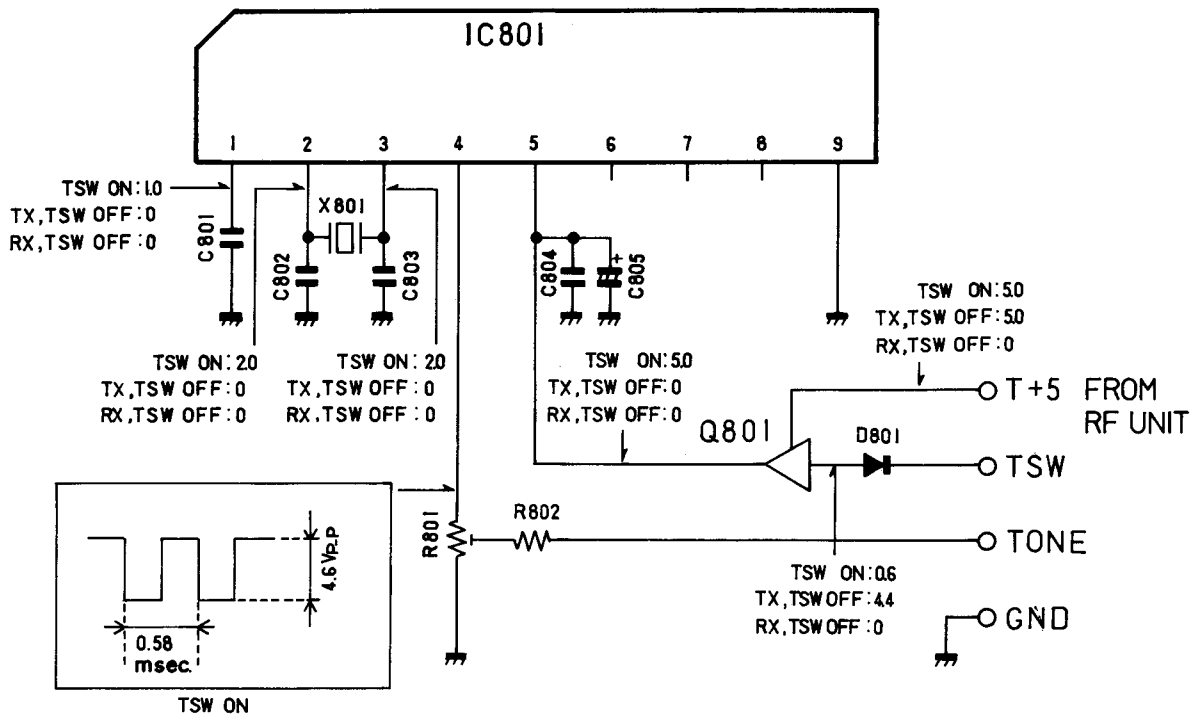 IC801
1 2 3 4 5 6 7 8 9
TSW ON:1.0
TX,TSW OFF:0
RX,TSW OFF:0
C801
X801
C802
C803
C804
+
C805
TSW ON:2.0
TX,TSW OFF:0
RX,TSW OFF:0
TSW ON:2.0
TX,TSW OFF:0
RX,TSW OFF:0
TSW ON:5.0
TX,TSW OFF:0
RX,TSW OFF:0
TSW ON:5.0
TX,TSW OFF:5.0
RX,TSW OFF:0
T+5 FROM
RF UNIT
Q801
D801
TSW
R801
R802
TONE
TSW ON:0.6
TX,TSW OFF:4.4
RX,TSW OFF:0
GND
4.6VP-P
0.58
msec.
TSW ON